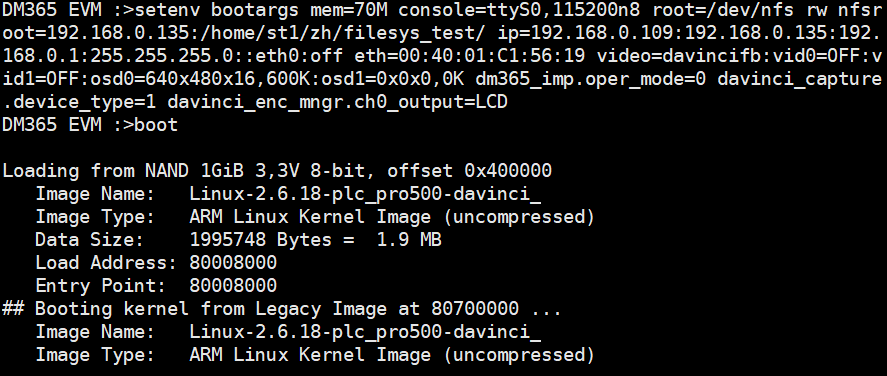 DM365 EVM :>setenv bootargs mem=70M console=ttyS0,115200n8 root=/dev/nfs rw nfsr
oot=192.168.0.135:/home/st1/zh/filesys_test/ ip=192.168.0.109:192.168.0.135:192.
168.0.1:255.255.255.0::eth0:off eth=00:40:01:C1:56:19 video=davincifb:vid0=OFF:v
id1=OFF:osd0=640x480x16,600K:osd1=0x0x0,0K dm365_imp.oper_mode=0 davinci_capture
.device_type=1 davinci_enc_mngr.ch0_output=LCD
DM365 EVM :>boot
Loading from NAND 1GiB 3,3V 8-bit, offset 0x400000
   Image Name:   Linux-2.6.18-plc_pro500-davinci_
   Image Type:   ARM Linux Kernel Image (uncompressed)
   Data Size:    1995748 Bytes =  1.9 MB
   Load Address: 80008000
   Entry Point:  80008000
## Booting kernel from Legacy Image at 80700000 ...
   Image Name:   Linux-2.6.18-plc_pro500-davinci_
   Image Type:   ARM Linux Kernel Image (uncompressed)